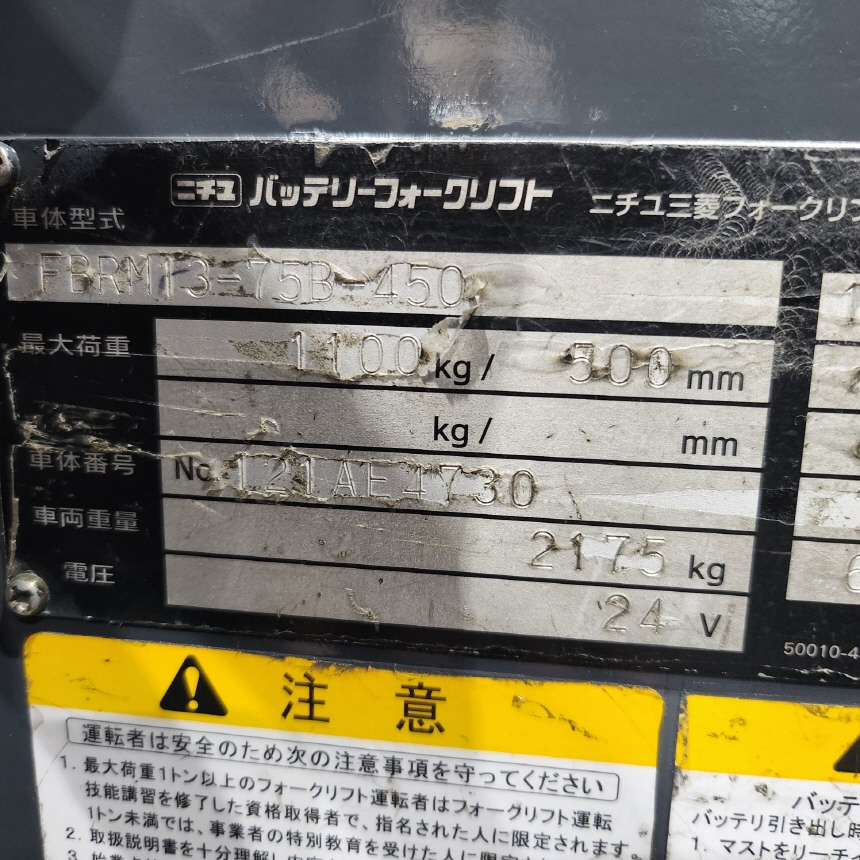 ニチユ バッテリーフォークリフト ニチユ三菱フォークリフ
車体型式
FBRM13-75B-450
最大荷重 1100 kg/ 500 mm
kg/ mm
車体番号 No. 121AE4730
車両重量 2175 kg
電圧 24 V
50010-4
注意
運転者は安全のため次の注意事項を守ってください
1. 最大荷重1トン以上のフォークリフト運転者はフォークリフト運転
技能講習を修了した資格取得者で、指名された人に限定されます。
1トン未満では、事業者の特別教育を受けた人に限定されます
2. 取扱説明書を十分理解し
3. 始業点
バッテ
バッテリ引き出し時
1. マストをリーチ